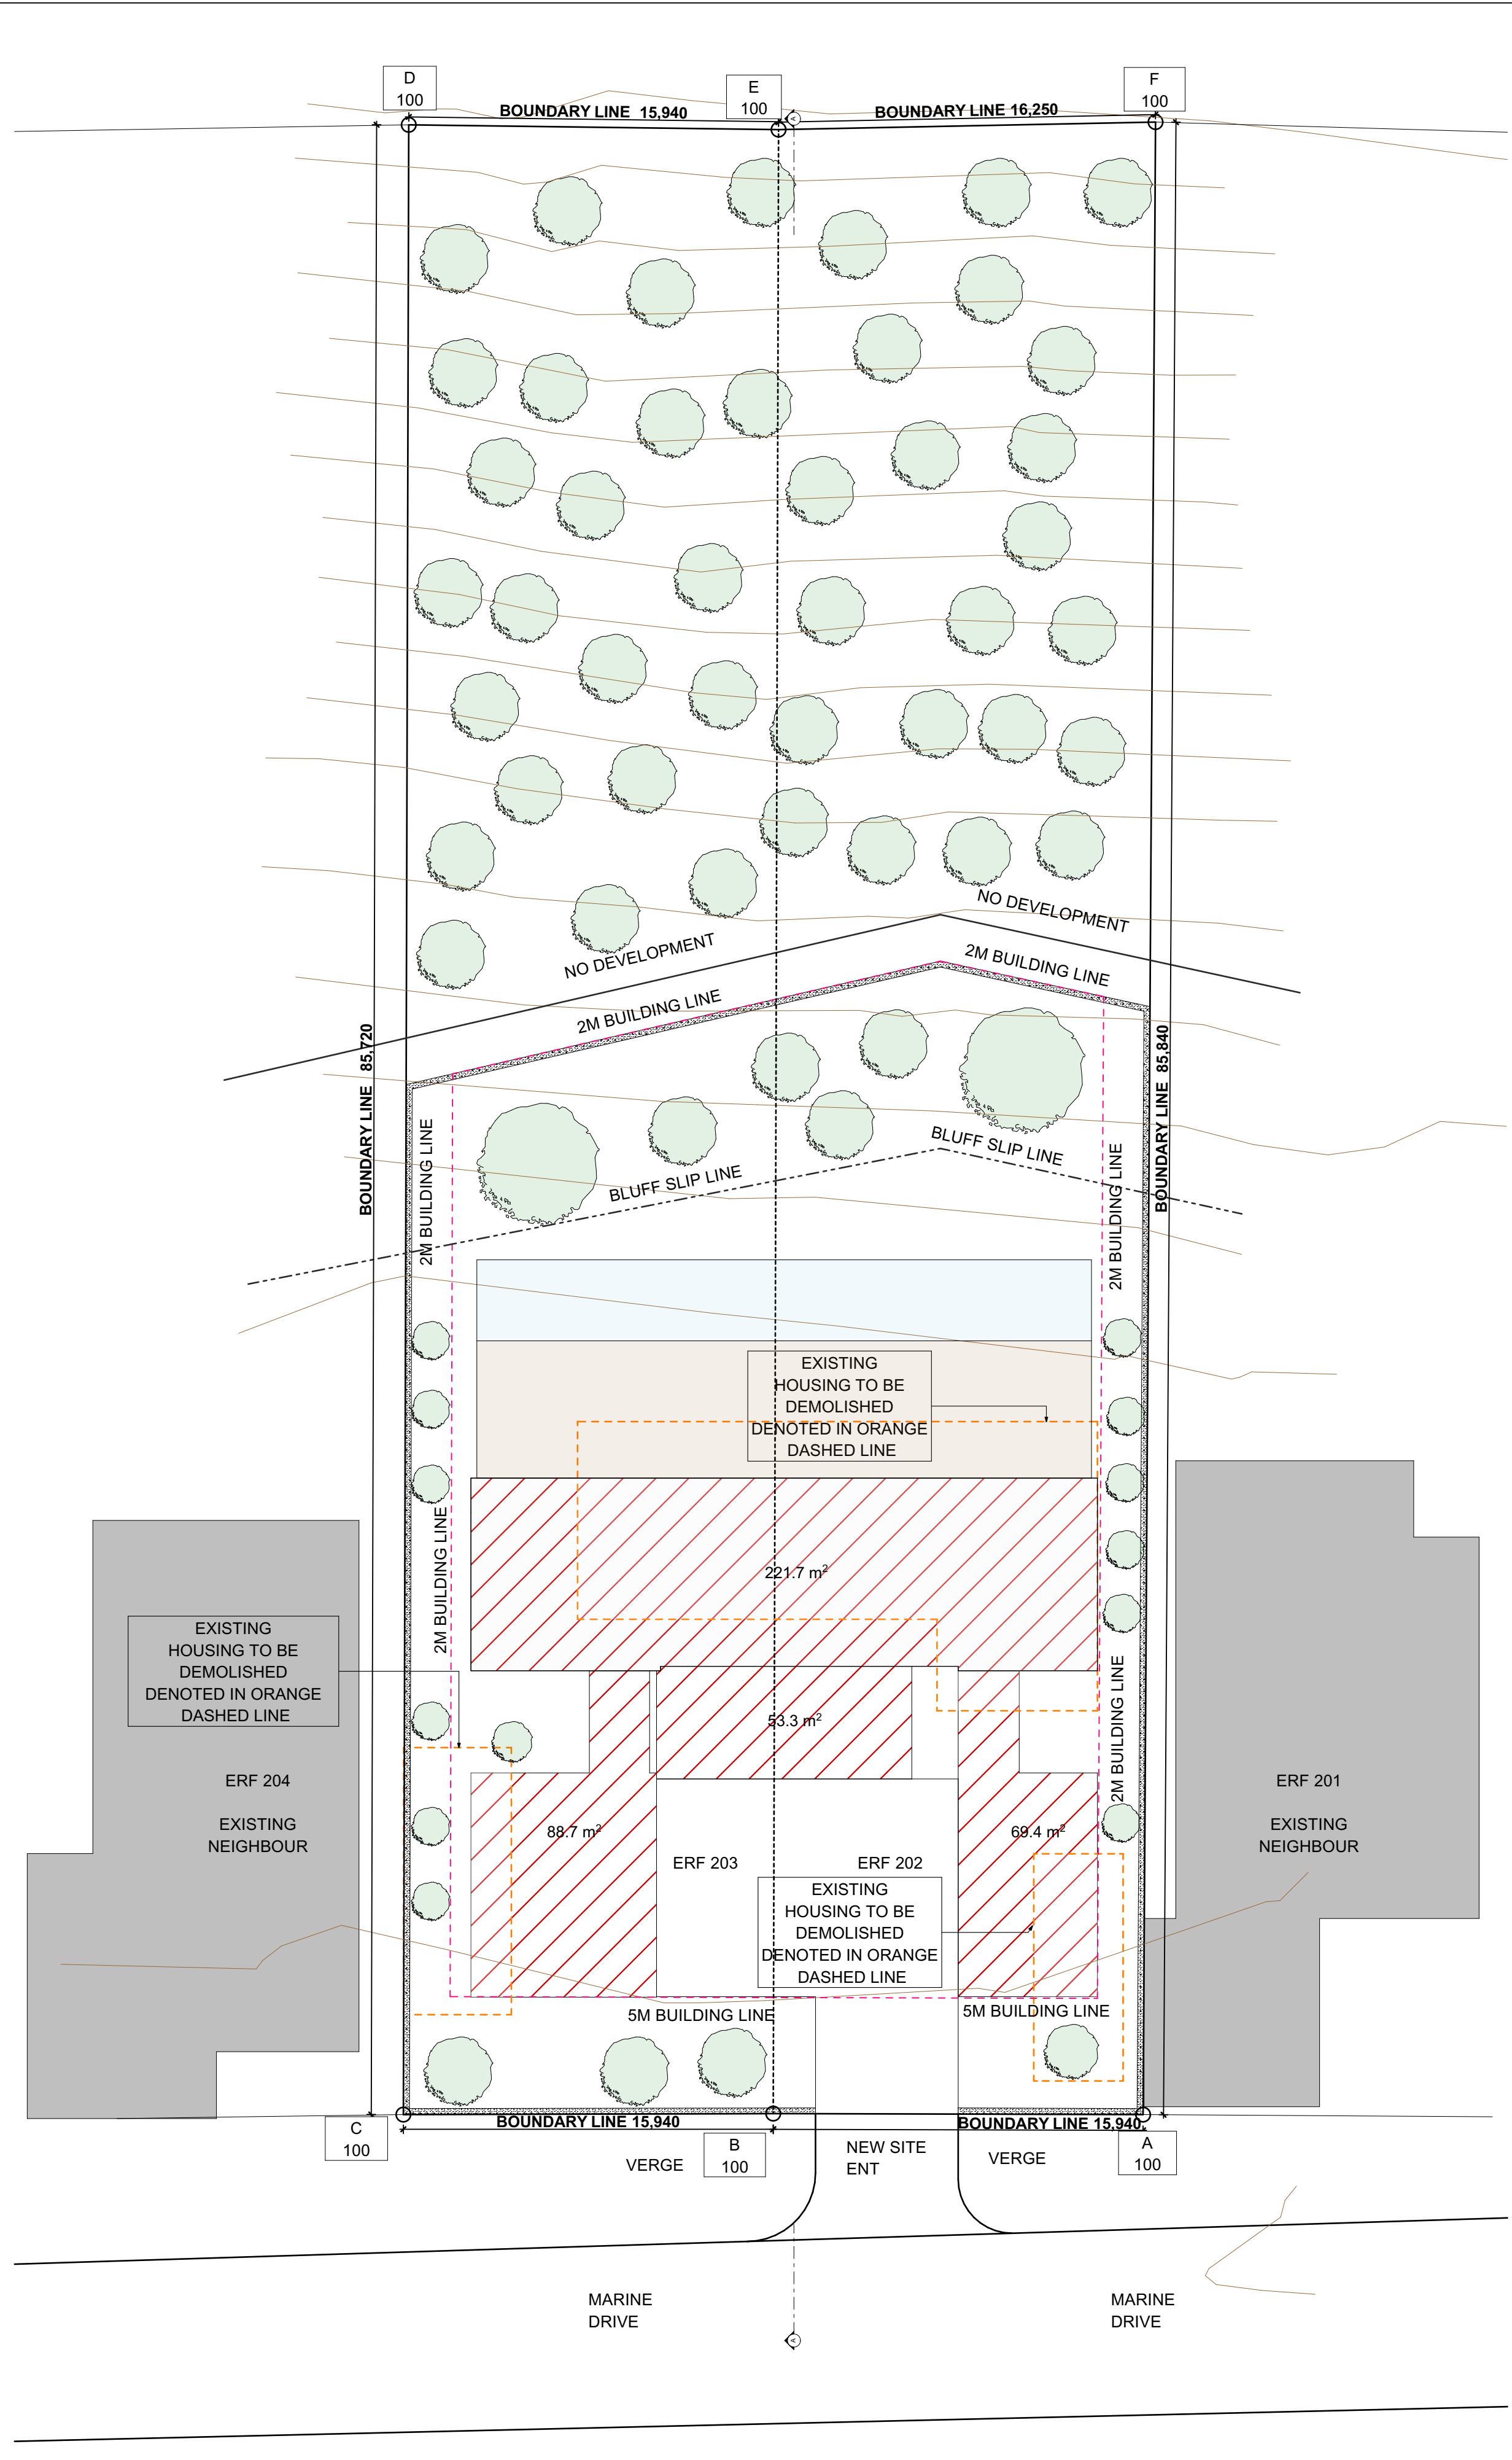 D
100
E
100
F
100
BOUNDARY LINE 15,940
BOUNDARY LINE 16,250
A
NO DEVELOPMENT
NO DEVELOPMENT
2M BUILDING LINE
2M BUILDING LINE
BOUNDARY LINE 85,720
BOUNDARY LINE 85,840
2M BUILDING LINE
2M BUILDING LINE
BLUFF SLIP LINE
BLUFF SLIP LINE
EXISTING
HOUSING TO BE
DEMOLISHED
DENOTED IN ORANGE
DASHED LINE
2M BUILDING LINE
221.7 m²
EXISTING
HOUSING TO BE
DEMOLISHED
DENOTED IN ORANGE
DASHED LINE
2M BUILDING LINE
53.3 m²
ERF 204
EXISTING
NEIGHBOUR
ERF 201
EXISTING
NEIGHBOUR
88.7 m²
69.4 m²
ERF 203
ERF 202
EXISTING
HOUSING TO BE
DEMOLISHED
DENOTED IN ORANGE
DASHED LINE
5M BUILDING LINE
5M BUILDING LINE
BOUNDARY LINE 15,940
BOUNDARY LINE 15,940
C
100
B
100
A
100
VERGE
NEW SITE
ENT
VERGE
MARINE
DRIVE
MARINE
DRIVE
A